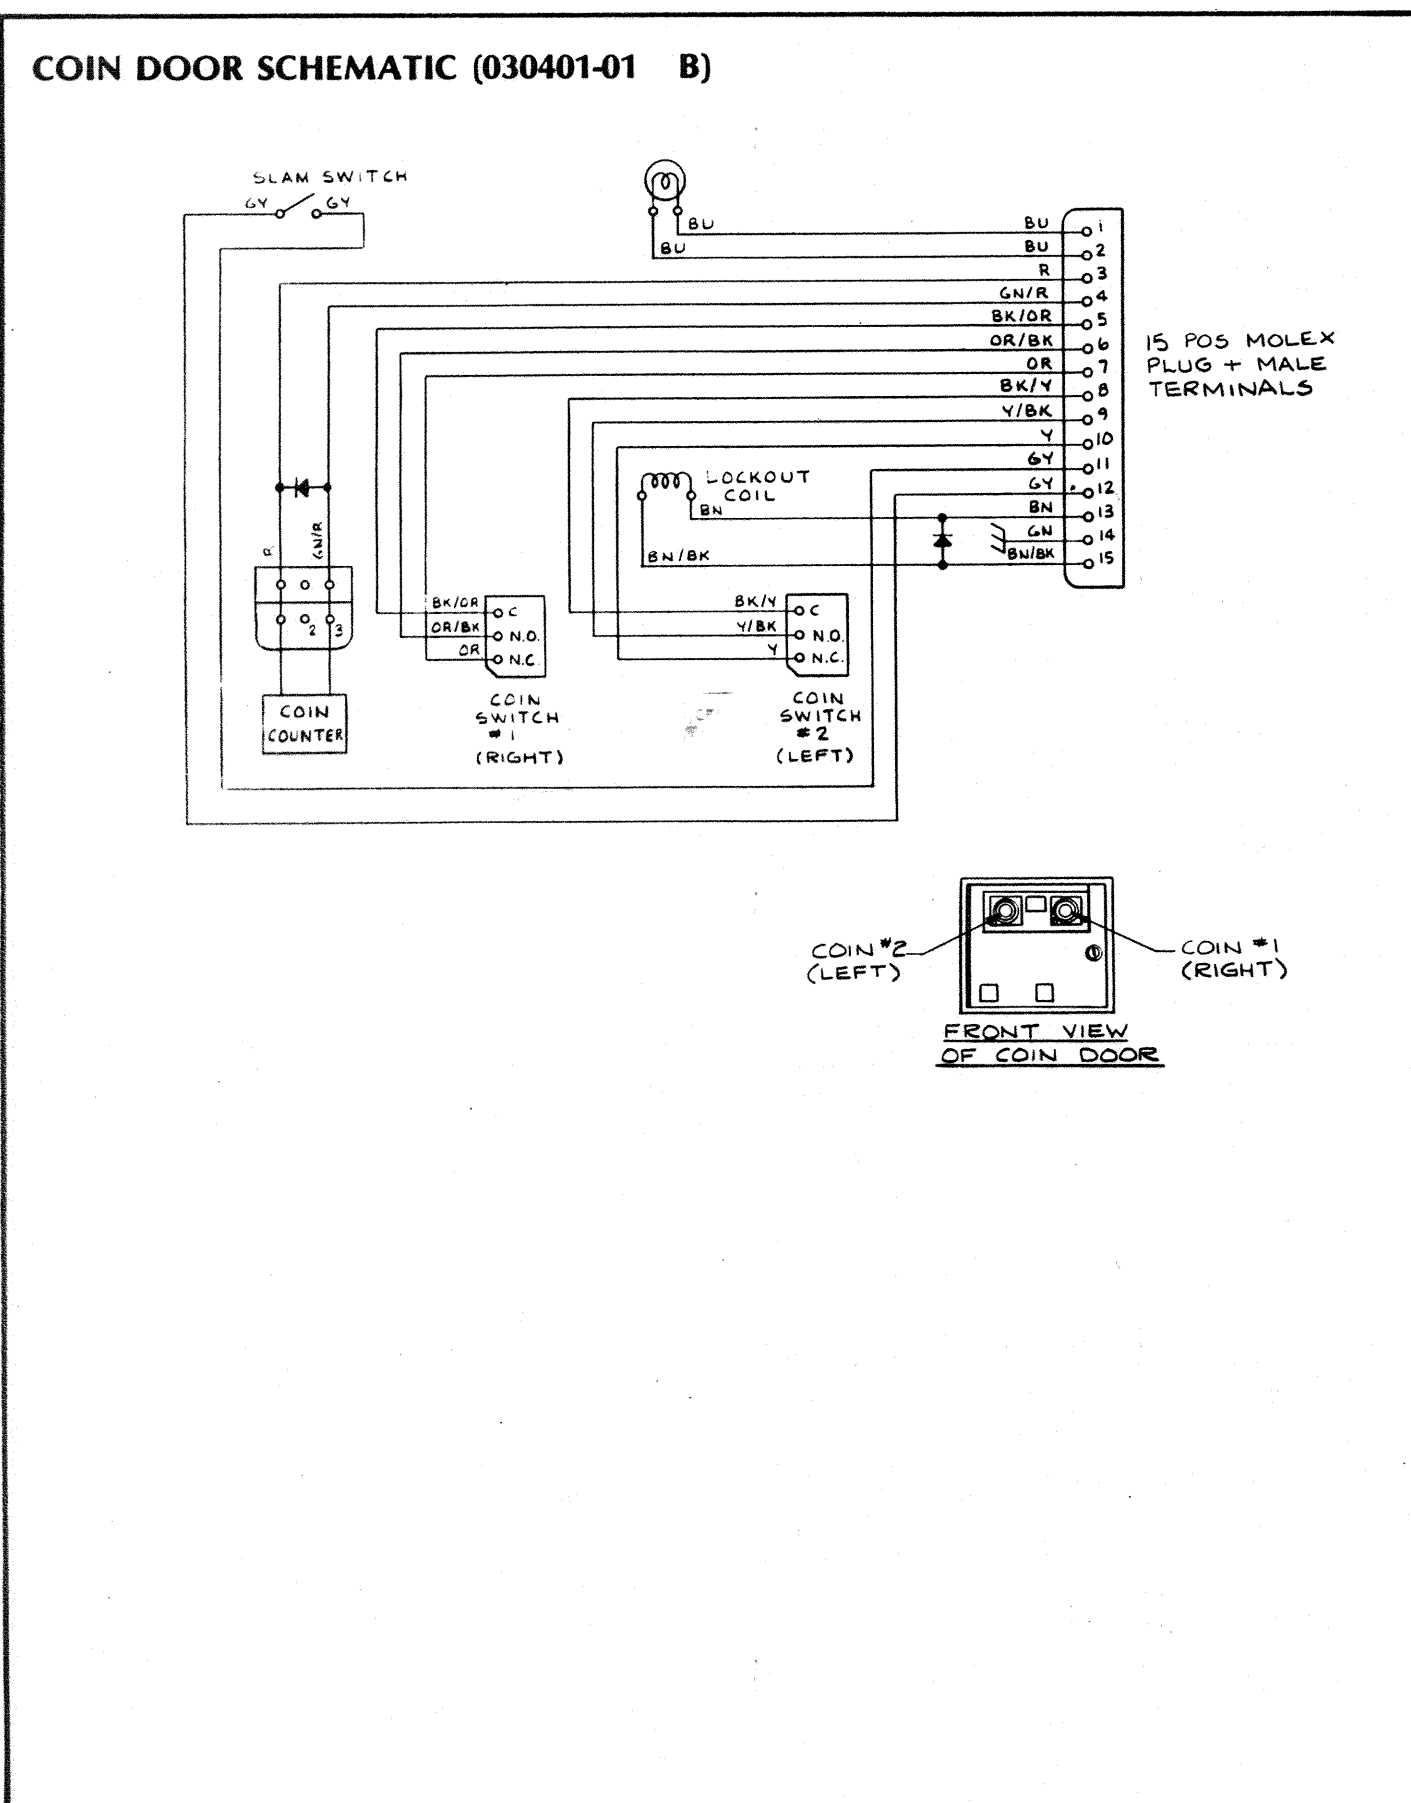 COIN DOOR SCHEMATIC (030401-01 B)
SLAM SWITCH
GY GY
BU
BU
BU 1
BU 2
R 3
GN/R 4
BK/OR 5
OR/BK 6
OR 7
BK/Y 8
Y/BK 9
Y 10
GY 11
GY 12
BN 13
GN 14
BN/BK 15
15 POS MOLEX
PLUG + MALE
TERMINALS
LOCKOUT
COIL
BN
BN/BK
R
GN/R
2 3
COIN
COUNTER
BK/OR C
OR/BK N.O.
OR N.C.
COIN
SWITCH
#1
(RIGHT)
BK/Y C
Y/BK N.O.
Y N.C.
COIN
SWITCH
#2
(LEFT)
COIN #2
(LEFT)
COIN #1
(RIGHT)
FRONT VIEW
OF COIN DOOR